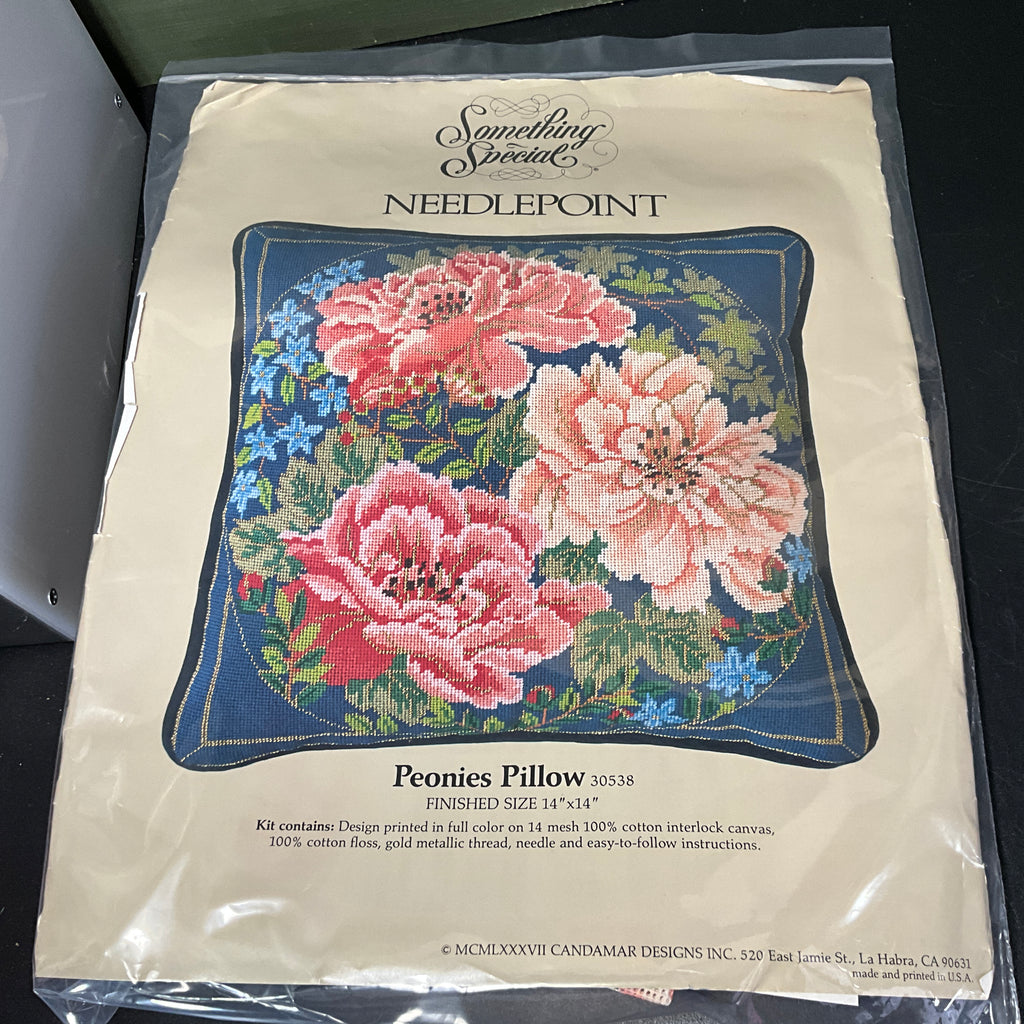 Something
Special®
NEEDLEPOINT
Peonies Pillow 30538
FINISHED SIZE 14"x14"
Kit contains: Design printed in full color on 14 mesh 100% cotton interlock canvas,
100% cotton floss, gold metallic thread, needle and easy-to-follow instructions.
© MCMLXXXVII CANDAMAR DESIGNS INC. 520 East Jamie St., La Habra, CA 90631
made and printed in U.S.A.